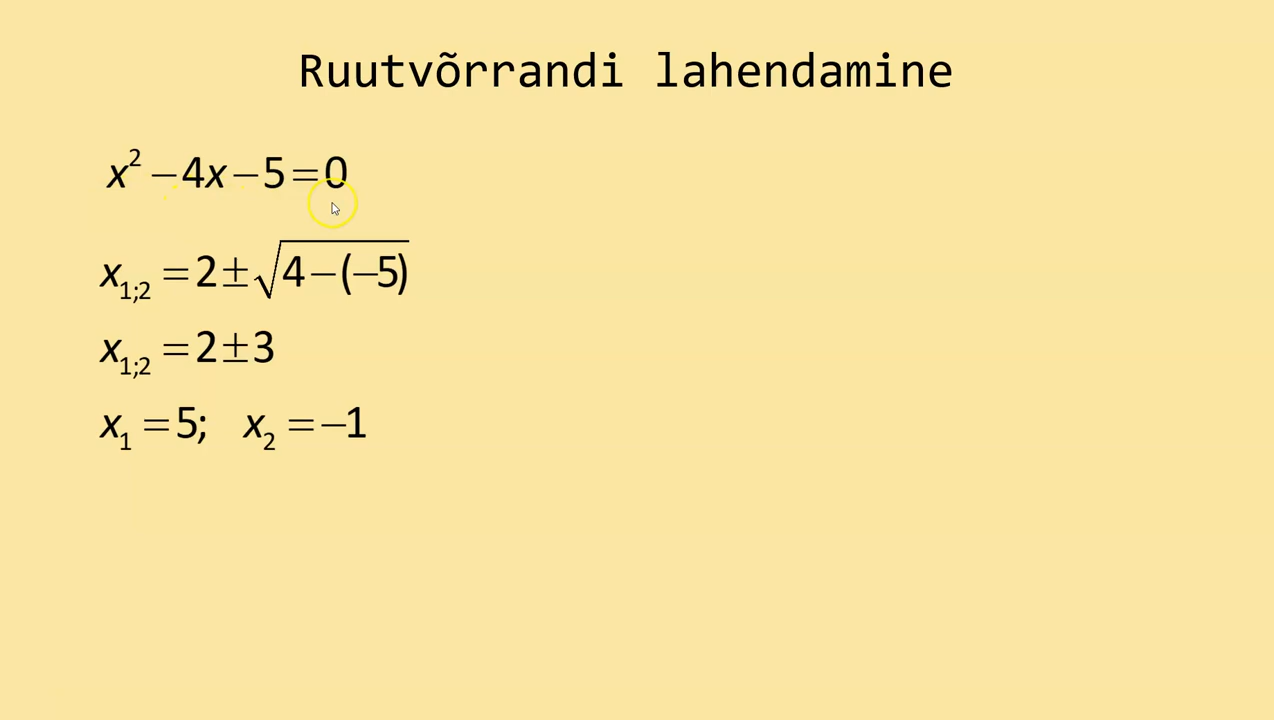 Ruutvõrrandi lahendamine
x² − 4x − 5 = 0
x₁;₂ = 2 ± √(4 − (−5))
x₁;₂ = 2 ± 3
x₁ = 5;   x₂ = −1